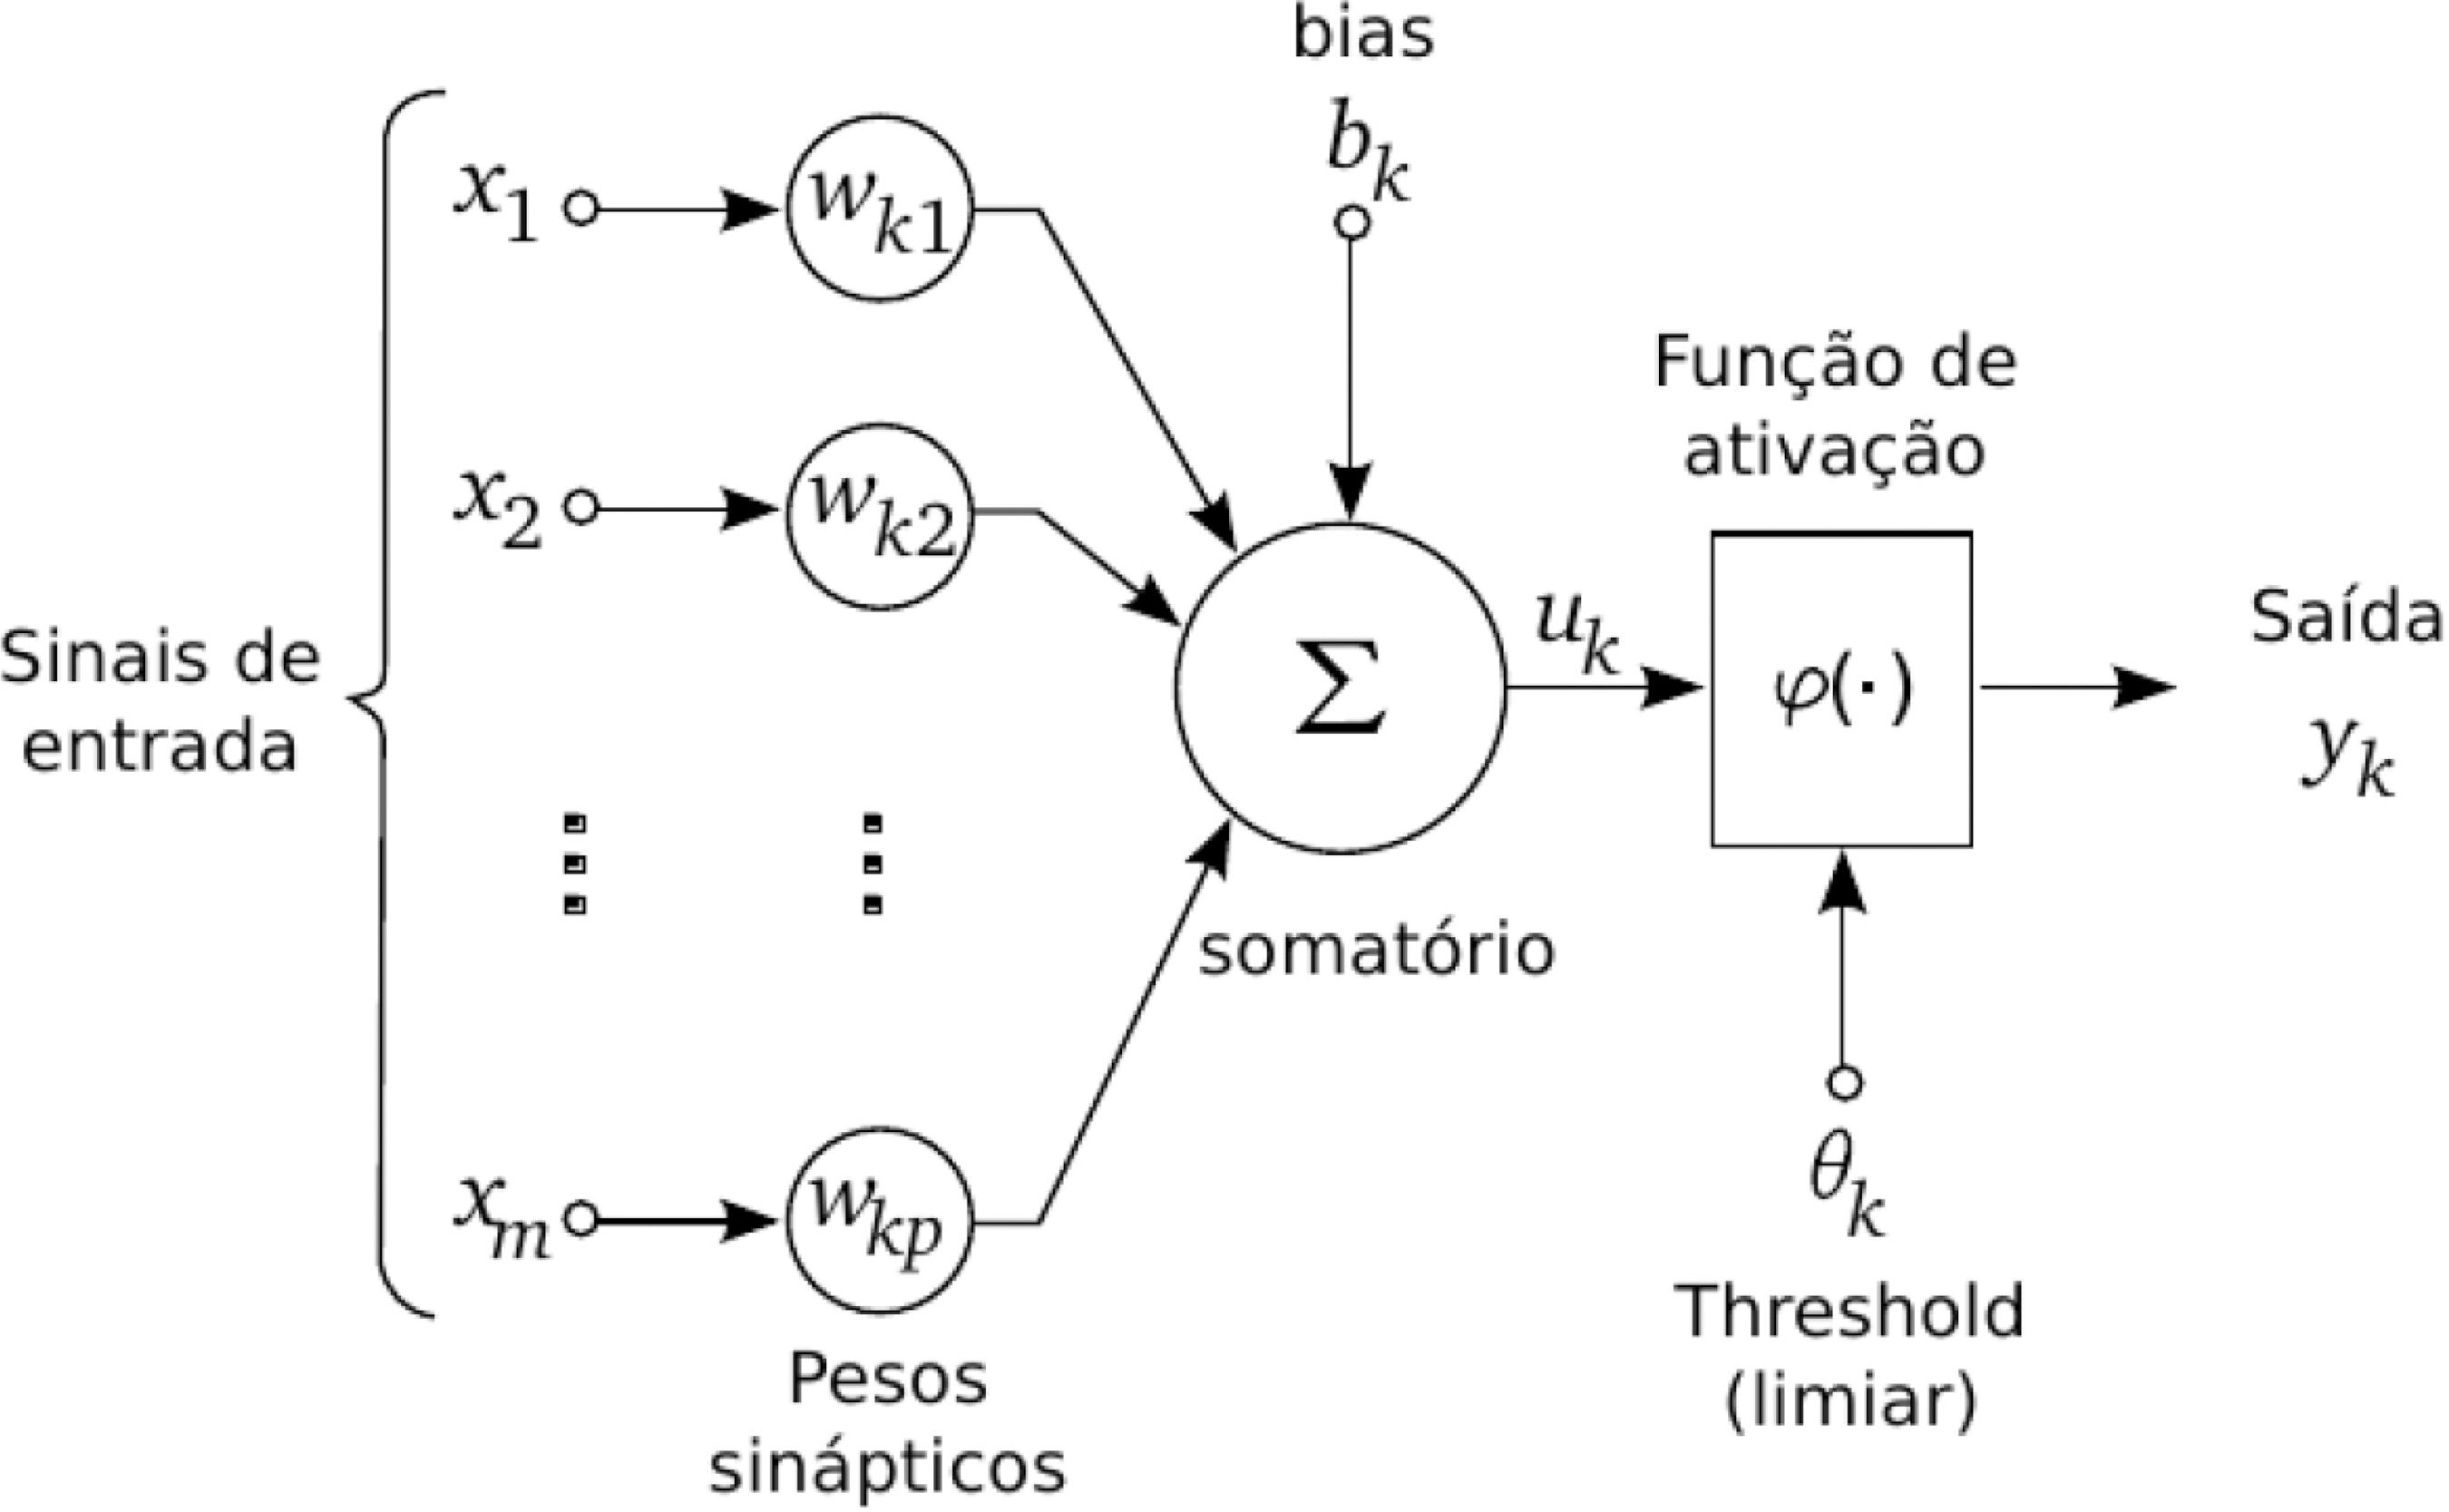 bias
b_k
x_1
w_k1
Função de
ativação
x_2
w_k2
Sinais de
entrada
Σ
u_k
φ(·)
Saída
y_k
somatório
x_m
w_kp
θ_k
Threshold
(limiar)
Pesos
sinápticos